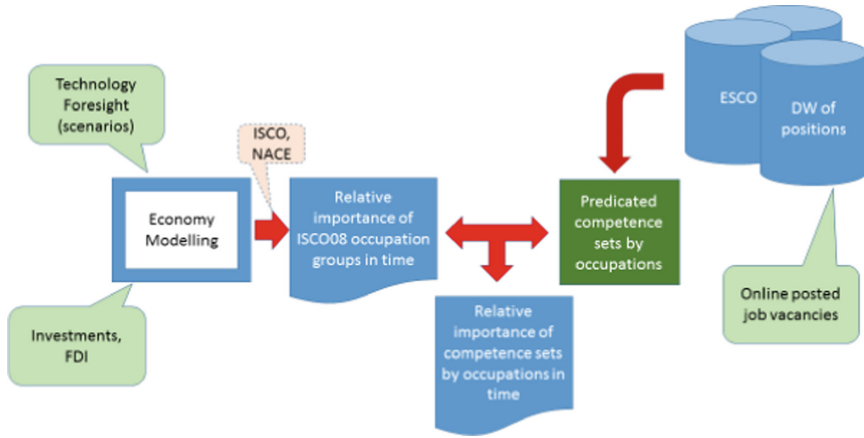 Technology
Foresight
(scenarios)
ISCO,
NACE
ESCO
DW of
positions
Economy
Modelling
Relative
importance of
ISCO08 occupation
groups in time
Predicated
competence
sets by
occupations
Investments,
FDI
Relative
importance of
competence sets
by occupations in
time
Online posted
job vacancies